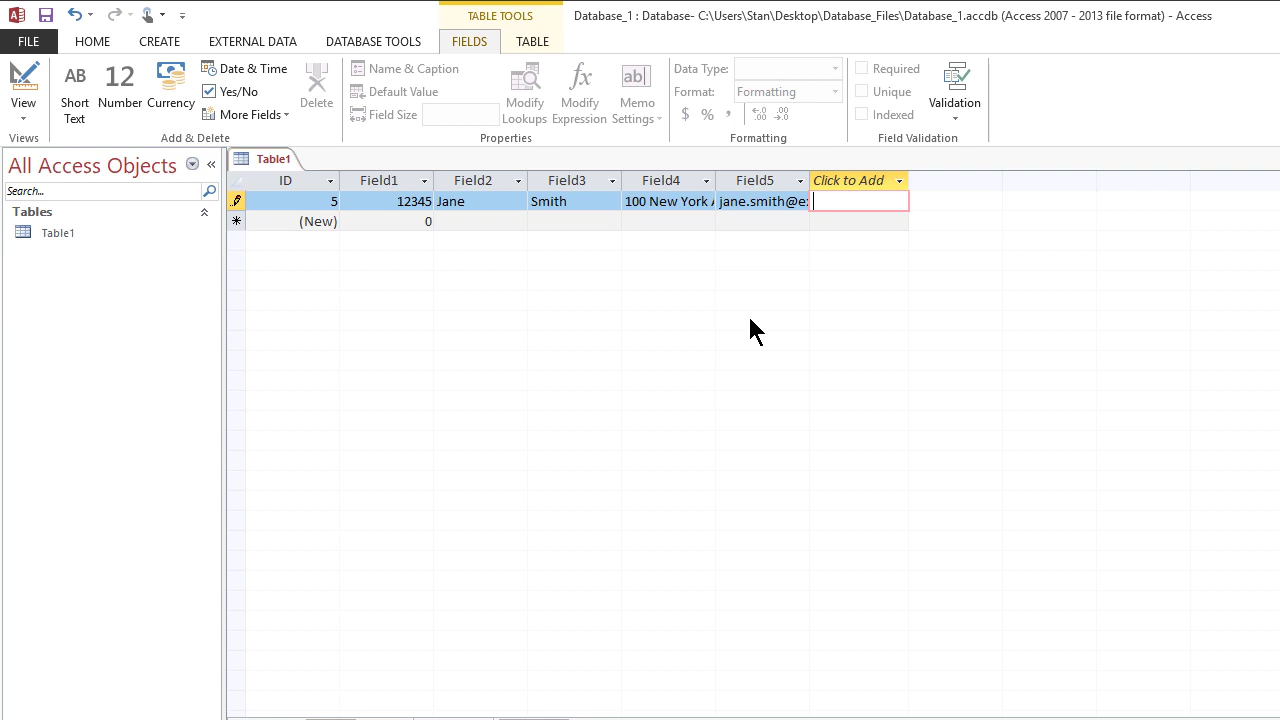 TABLE TOOLS
Database_1 : Database- C:\Users\Stan\Desktop\Database_Files\Database_1.accdb (Access 2007 - 2013 file format) - Access
FILE HOME CREATE EXTERNAL DATA DATABASE TOOLS FIELDS TABLE
View
Views
AB
Short Text
12
Number
Currency
Date & Time
Yes/No
More Fields
Delete
Add & Delete
Name & Caption
Default Value
Field Size
Modify Lookups
fx
Modify Expression
ab
Memo Settings
Properties
Data Type:
Format: Formatting
$ % , .00 .00
Formatting
Required
Unique
Indexed
Validation
Field Validation
All Access Objects
Search...
Tables
Table1
Table1
ID Field1 Field2 Field3 Field4 Field5 Click to Add
5 12345 Jane Smith 100 New York A jane.smith@e
(New) 0